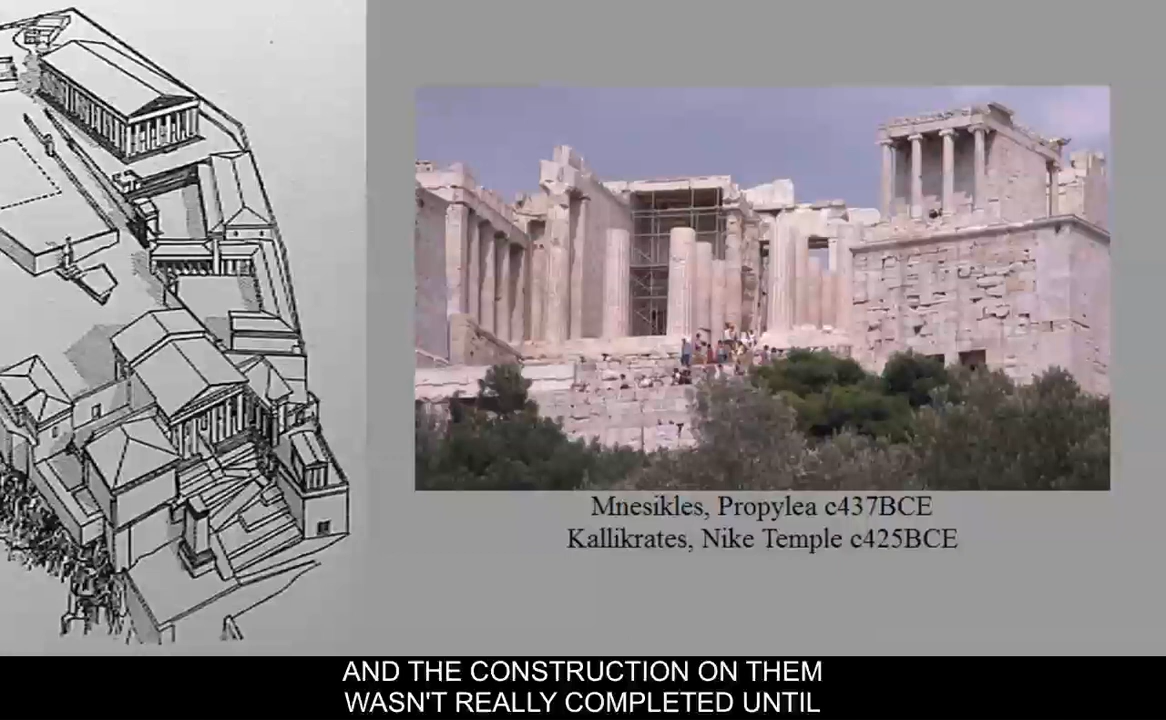 Mnesikles, Propylea c437BCE
Kallikrates, Nike Temple c425BCE
AND THE CONSTRUCTION ON THEM
WASN'T REALLY COMPLETED UNTIL